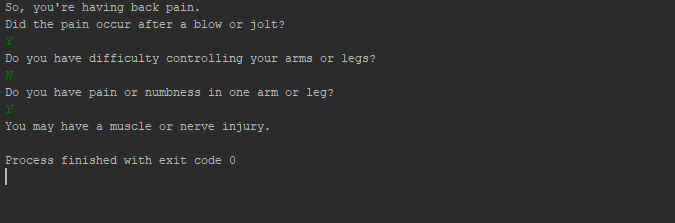 So, you're having back pain.
Did the pain occur after a blow or jolt?
Y
Do you have difficulty controlling your arms or legs?
N
Do you have pain or numbness in one arm or leg?
Y
You may have a muscle or nerve injury.
Process finished with exit code 0